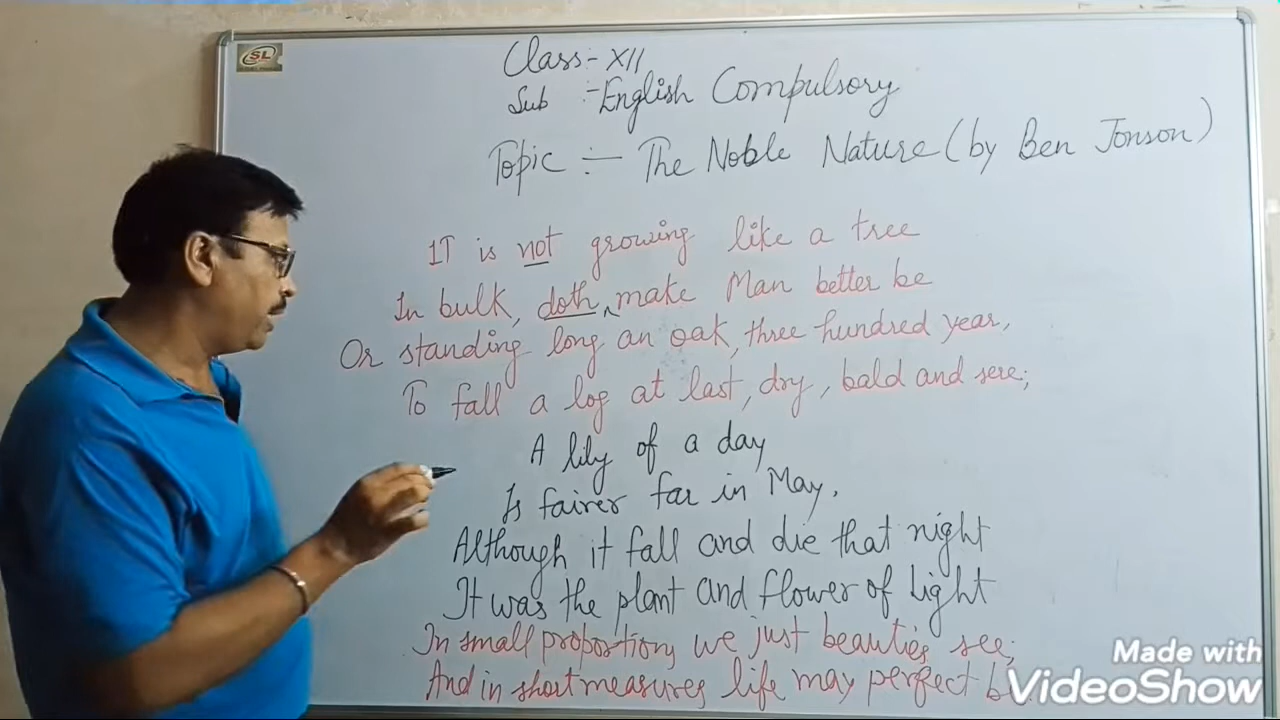 SL
Class:- XII
Sub :- English Compulsory
Topic :- The Noble Nature (by Ben Jonson)
IT is not growing like a tree
In bulk, doth, make Man better be
Or standing long an oak, three hundred year,
To fall a log at last, dry, bald and sere;
A lily of a day
Is fairer far in May,
Although it fall and die that night
It was the plant and flower of light
In small proportions we just beauties see;
And in short measures life may perfect b
Made with
VideoShow